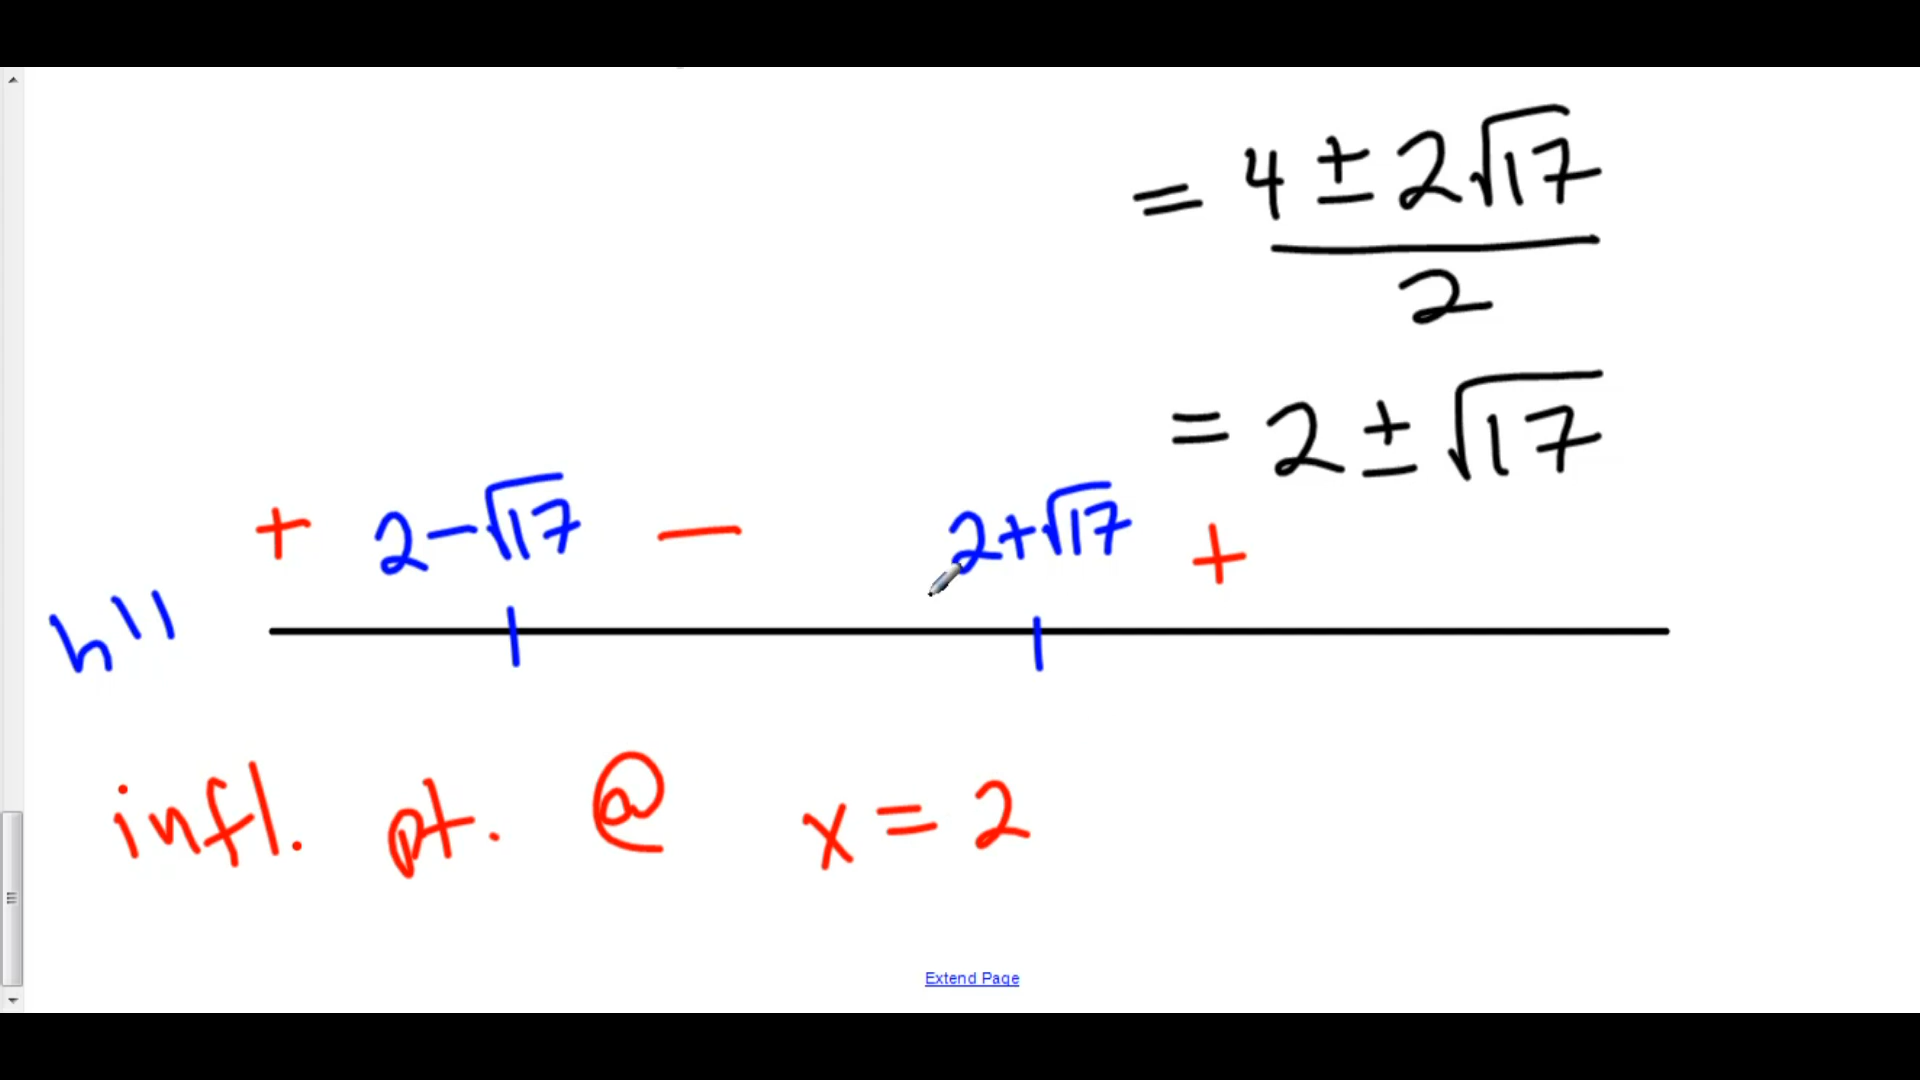 = 4 ± 2√17
2
= 2 ± √17
+ 2-√17 — 2+√17 +
h''
infl. pt. @ x = 2
Extend Page